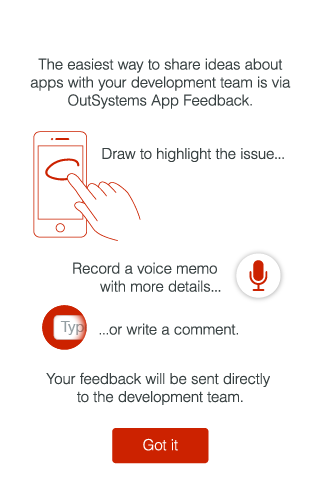 The easiest way to share ideas about
apps with your development team is via
OutSystems App Feedback.
Draw to highlight the issue...
Record a voice memo
with more details...
Typ
...or write a comment.
Your feedback will be sent directly
to the development team.
Got it